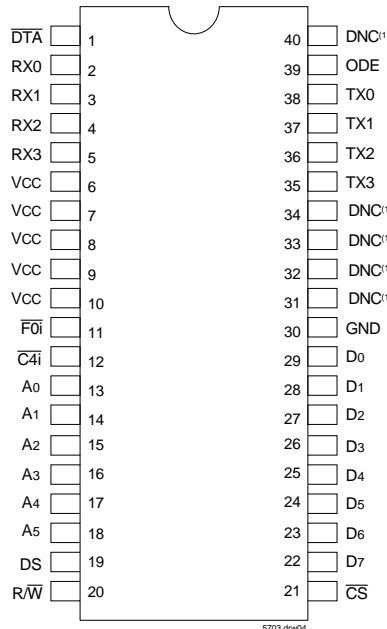 D̅T̅A̅ 1 40 DNC(1
RX0 2 39 ODE
RX1 3 38 TX0
RX2 4 37 TX1
RX3 5 36 TX2
VCC 6 35 TX3
VCC 7 34 DNC(1
VCC 8 33 DNC(1
VCC 9 32 DNC(1
VCC 10 31 DNC(1
F̅0̅i̅ 11 30 GND
C̅4̅i̅ 12 29 D0
A0 13 28 D1
A1 14 27 D2
A2 15 26 D3
A3 16 25 D4
A4 17 24 D5
A5 18 23 D6
DS 19 22 D7
R/W̅ 20 21 C̅S̅
5703 drw04